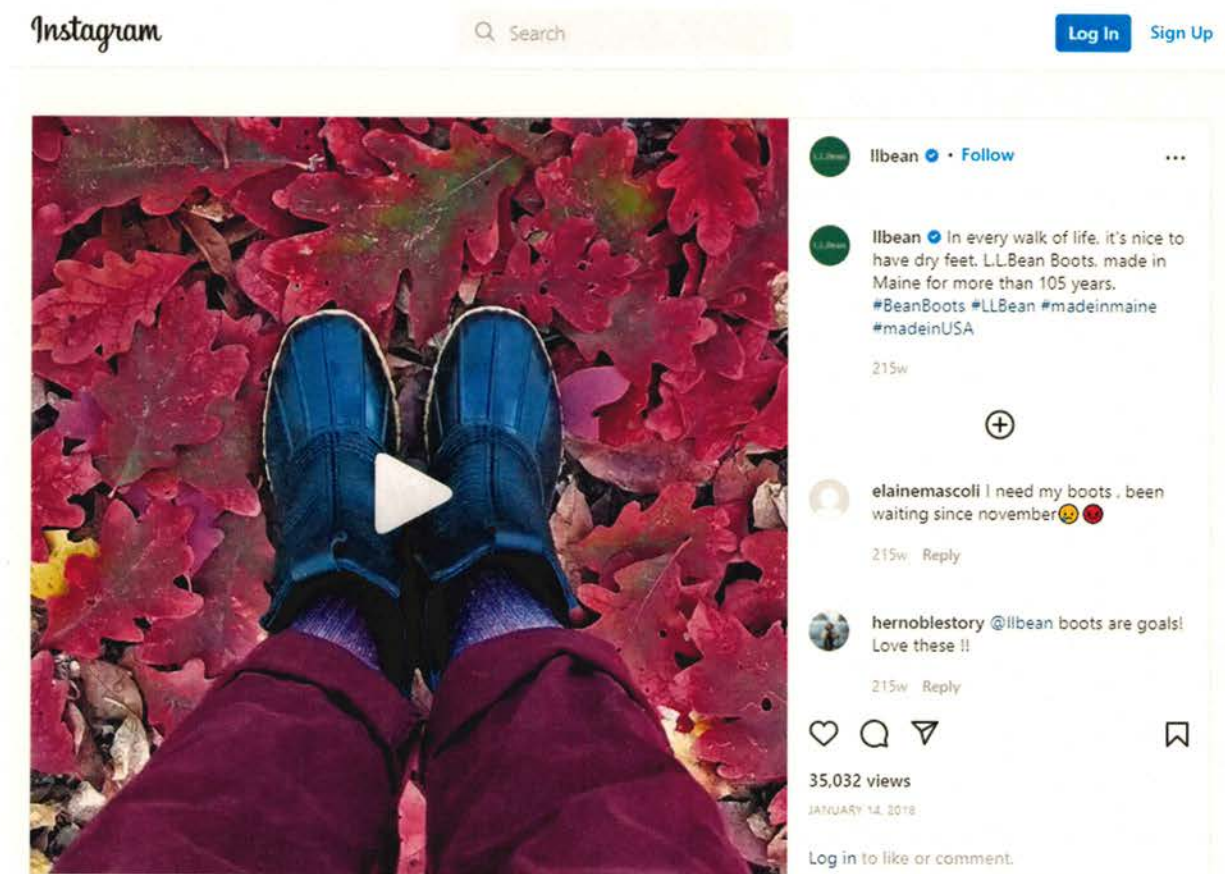 Instagram
Search
Log In
Sign Up
llbean • Follow
llbean In every walk of life. it's nice to
have dry feet. L.L.Bean Boots. made in
Maine for more than 105 years.
#BeanBoots #LLBean #madeinmaine
#madeinUSA
215w
elainemascoli I need my boots . been
waiting since november
215w Reply
hernoblestory @llbean boots are goals!
Love these !!
215w Reply
35,032 views
JANUARY 14, 2018
Log in to like or comment.